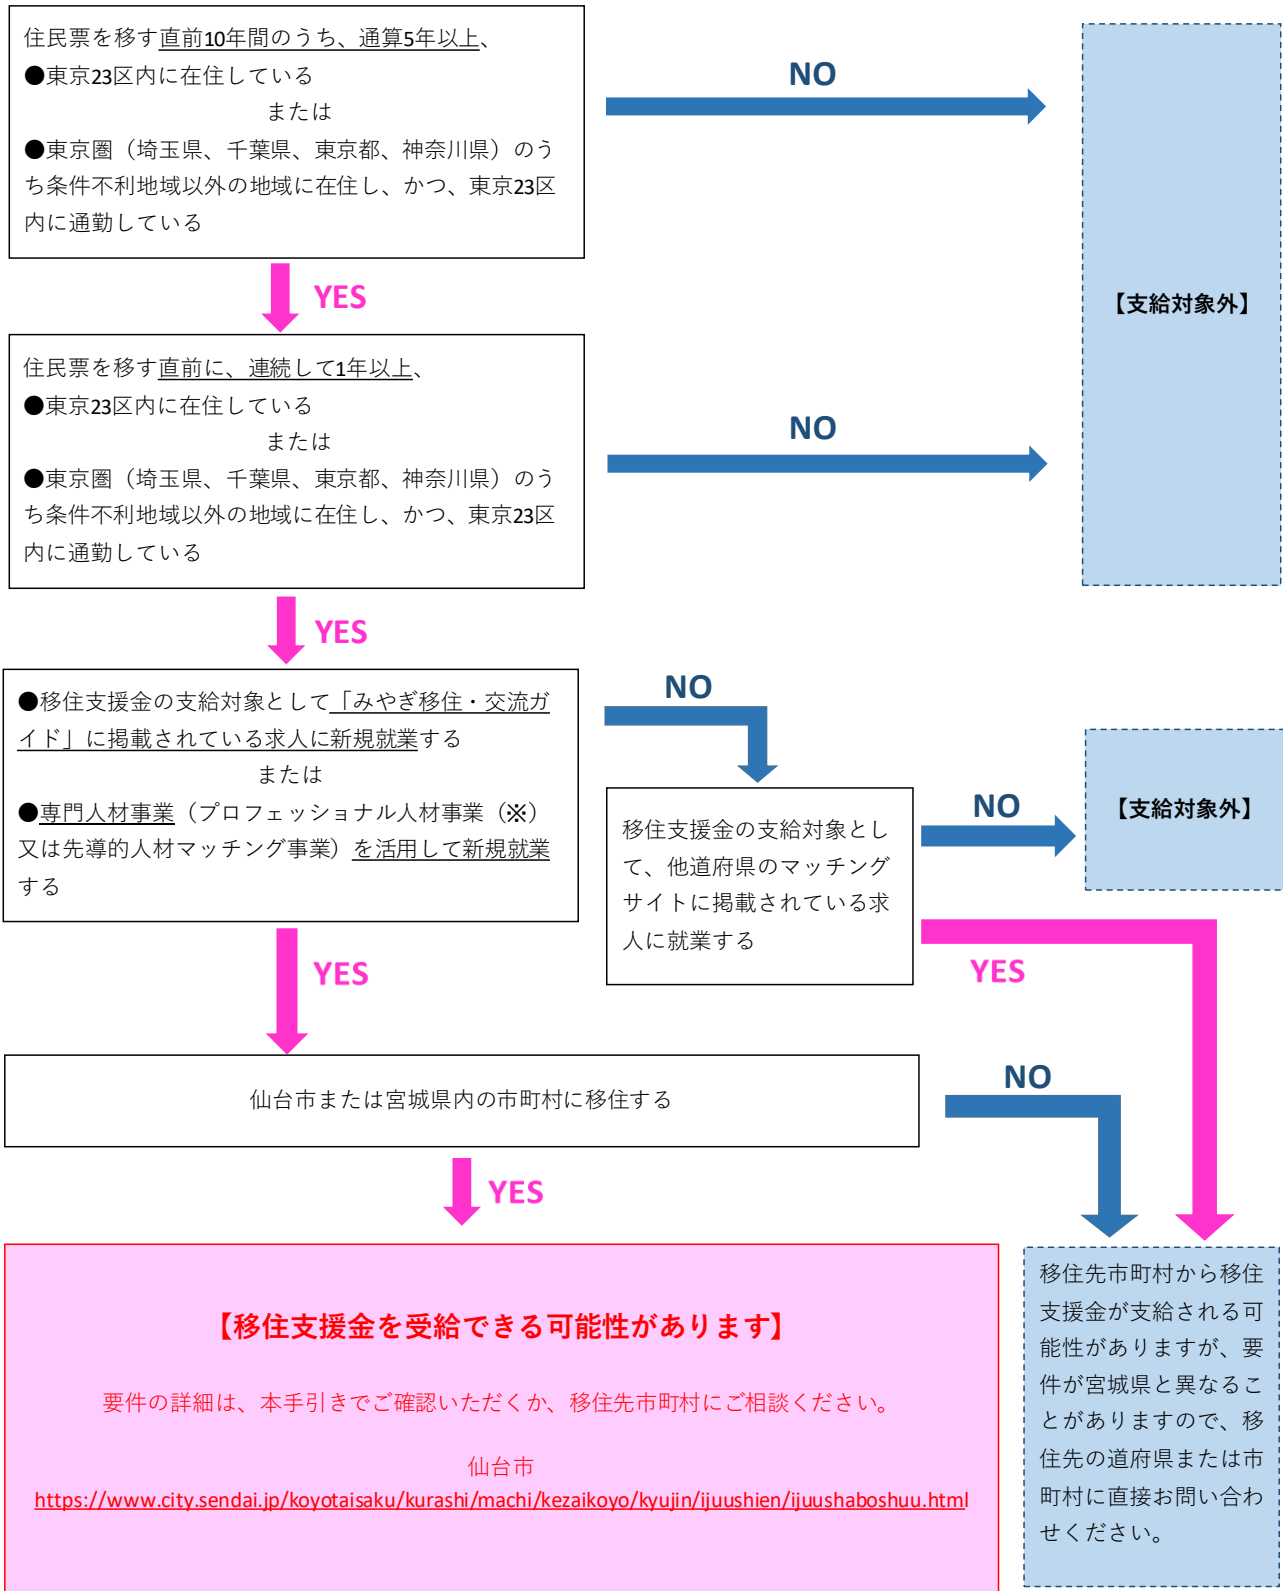 住民票を移す直前10年間のうち、通算5年以上、
●東京23区内に在住している
または
●東京圏（埼玉県、千葉県、東京都、神奈川県）のう
ち条件不利地域以外の地域に在住し、かつ、東京23区
内に通勤している
NO
【支給対象外】
YES
住民票を移す直前に、連続して1年以上、
●東京23区内に在住している
または
●東京圏（埼玉県、千葉県、東京都、神奈川県）のう
ち条件不利地域以外の地域に在住し、かつ、東京23区
内に通勤している
NO
YES
●移住支援金の支給対象として「みやぎ移住・交流ガ
イド」に掲載されている求人に新規就業する
または
●専門人材事業（プロフェッショナル人材事業（※）
又は先導的人材マッチング事業）を活用して新規就業
する
NO
移住支援金の支給対象とし
て、他道府県のマッチング
サイトに掲載されている求
人に就業する
NO
【支給対象外】
YES
YES
仙台市または宮城県内の市町村に移住する
NO
YES
【移住支援金を受給できる可能性があります】
要件の詳細は、本手引きでご確認いただくか、移住先市町村にご相談ください。
仙台市
https://www.city.sendai.jp/koyotaisaku/kurashi/machi/kezaikoyo/kyujin/ijuushien/ijuushaboshuu.html
移住先市町村から移住
支援金が支給される可
能性がありますが、要
件が宮城県と異なるこ
とがありますので、移
住先の道府県または市
町村に直接お問い合わ
せください。